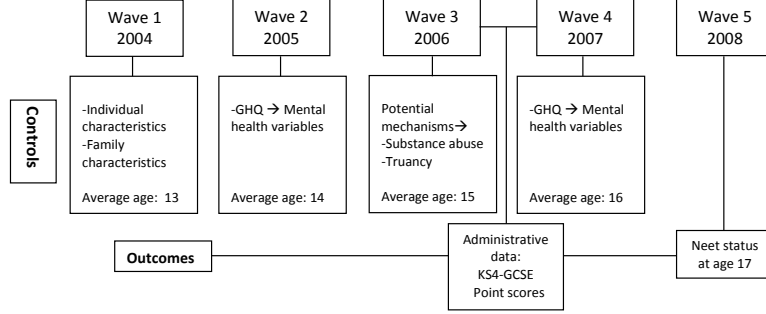 Wave 1
2004
Wave 2
2005
Wave 3
2006
Wave 4
2007
Wave 5
2008
Controls
-Individual
characteristics
-Family
characteristics
Average age:  13
-GHQ → Mental
health variables
Average age: 14
Potential
mechanisms→
-Substance abuse
-Truancy
Average age: 15
-GHQ → Mental
health variables
Average age: 16
Outcomes
Administrative
data:
KS4-GCSE
Point scores
Neet status
at age 17